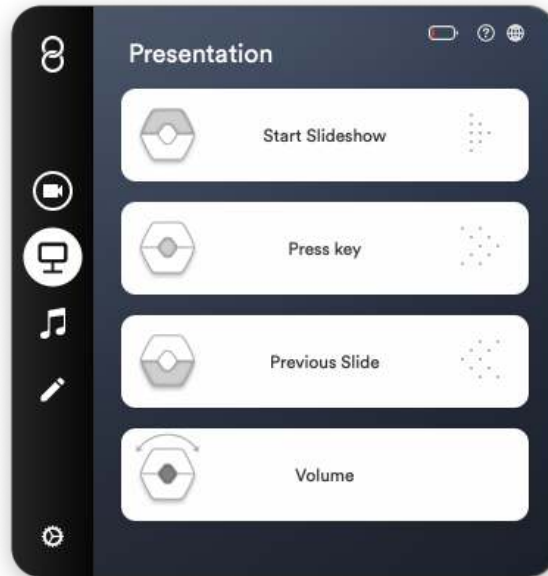 Presentation
Start Slideshow
Press key
Previous Slide
Volume